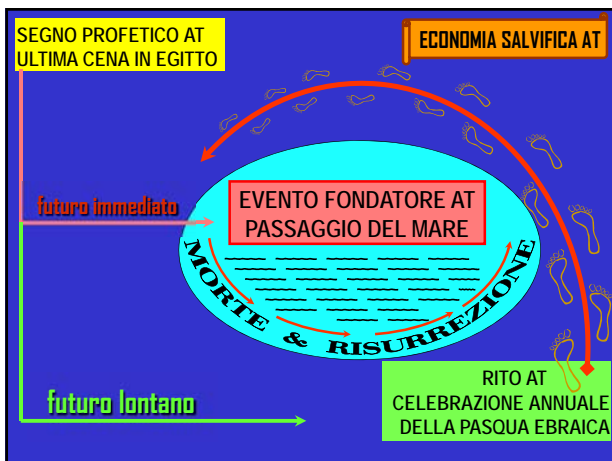 SEGNO PROFETICO AT
ULTIMA CENA IN EGITTO
ECONOMIA SALVIFICA AT
futuro immediato
EVENTO FONDATORE AT
PASSAGGIO DEL MARE
MORTE & RISURREZIONE
futuro lontano
RITO AT
CELEBRAZIONE ANNUALE
DELLA PASQUA EBRAICA